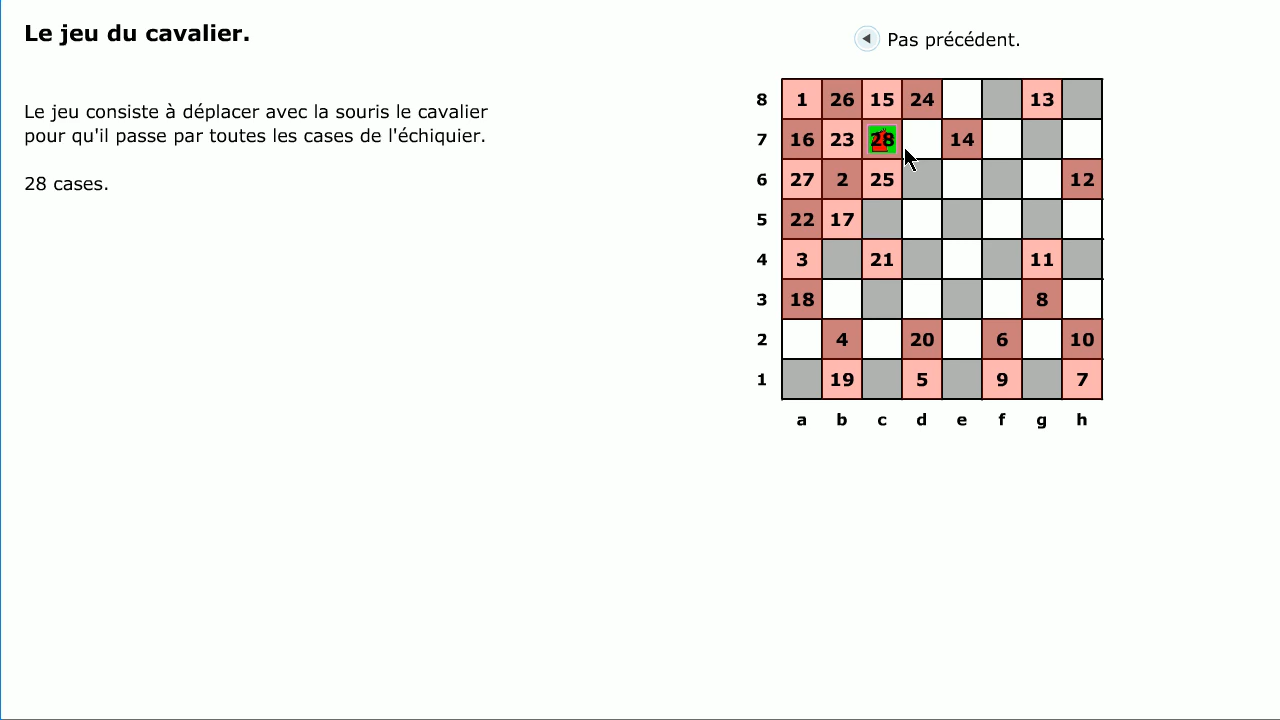 Le jeu du cavalier.
Pas précédent.
Le jeu consiste à déplacer avec la souris le cavalier
pour qu'il passe par toutes les cases de l'échiquier.
28 cases.
8 1 26 15 24 13
7 16 23 28 14
6 27 2 25 12
5 22 17
4 3 21 11
3 18 8
2 4 20 6 10
1 19 5 9 7
a b c d e f g h